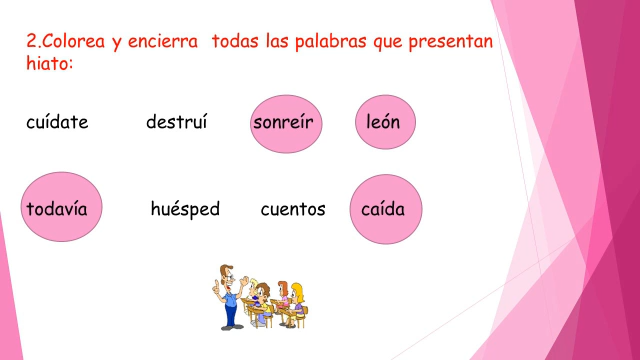 2.Colorea y encierra todas las palabras que presentan
hiato:
cuídate destruí sonreír león
todavía huésped cuentos caída